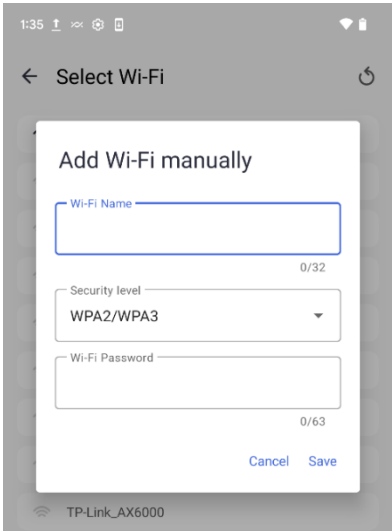 1:35
Select Wi-Fi
Add Wi-Fi manually
Wi-Fi Name
0/32
Security level
WPA2/WPA3
Wi-Fi Password
0/63
Cancel Save
TP-Link_AX6000